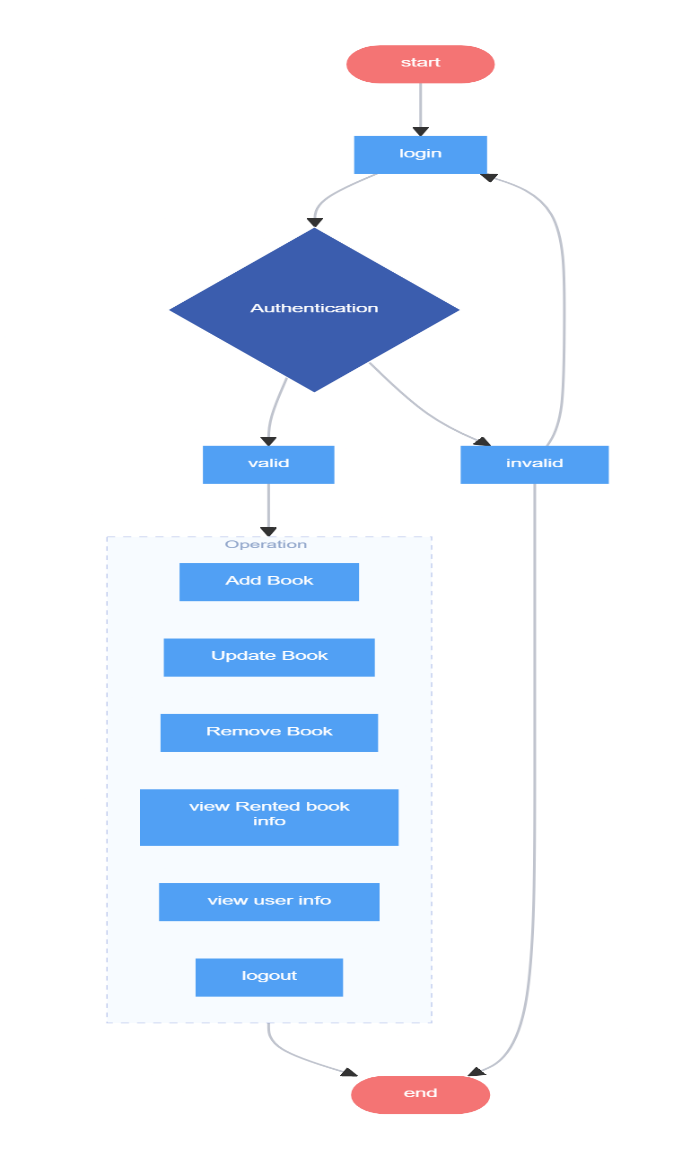 start
login
Authentication
valid
invalid
Operation
Add Book
Update Book
Remove Book
view Rented book
info
view user info
logout
end